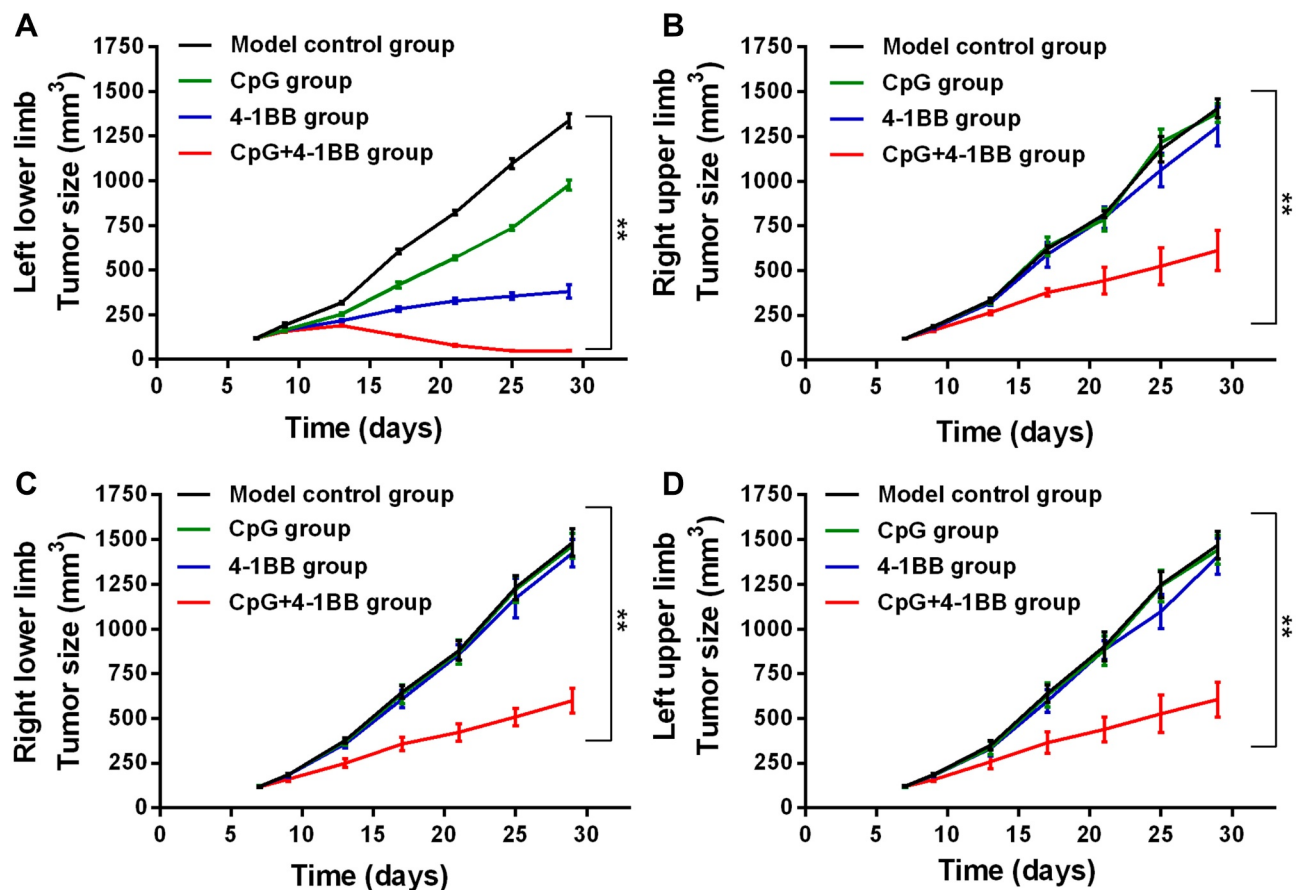 A
Left lower limb
Tumor size (mm³)
1750
1500
1250
1000
750
500
250
0
Model control group
CpG group
4-1BB group
CpG+4-1BB group
**
0 5 10 15 20 25 30
Time (days)
B
Right upper limb
Tumor size (mm³)
1750
1500
1250
1000
750
500
250
0
Model control group
CpG group
4-1BB group
CpG+4-1BB group
**
0 5 10 15 20 25 30
Time (days)
C
Right lower limb
Tumor size (mm³)
1750
1500
1250
1000
750
500
250
0
Model control group
CpG group
4-1BB group
CpG+4-1BB group
**
0 5 10 15 20 25 30
Time (days)
D
Left upper limb
Tumor size (mm³)
1750
1500
1250
1000
750
500
250
0
Model control group
CpG group
4-1BB group
CpG+4-1BB group
**
0 5 10 15 20 25 30
Time (days)